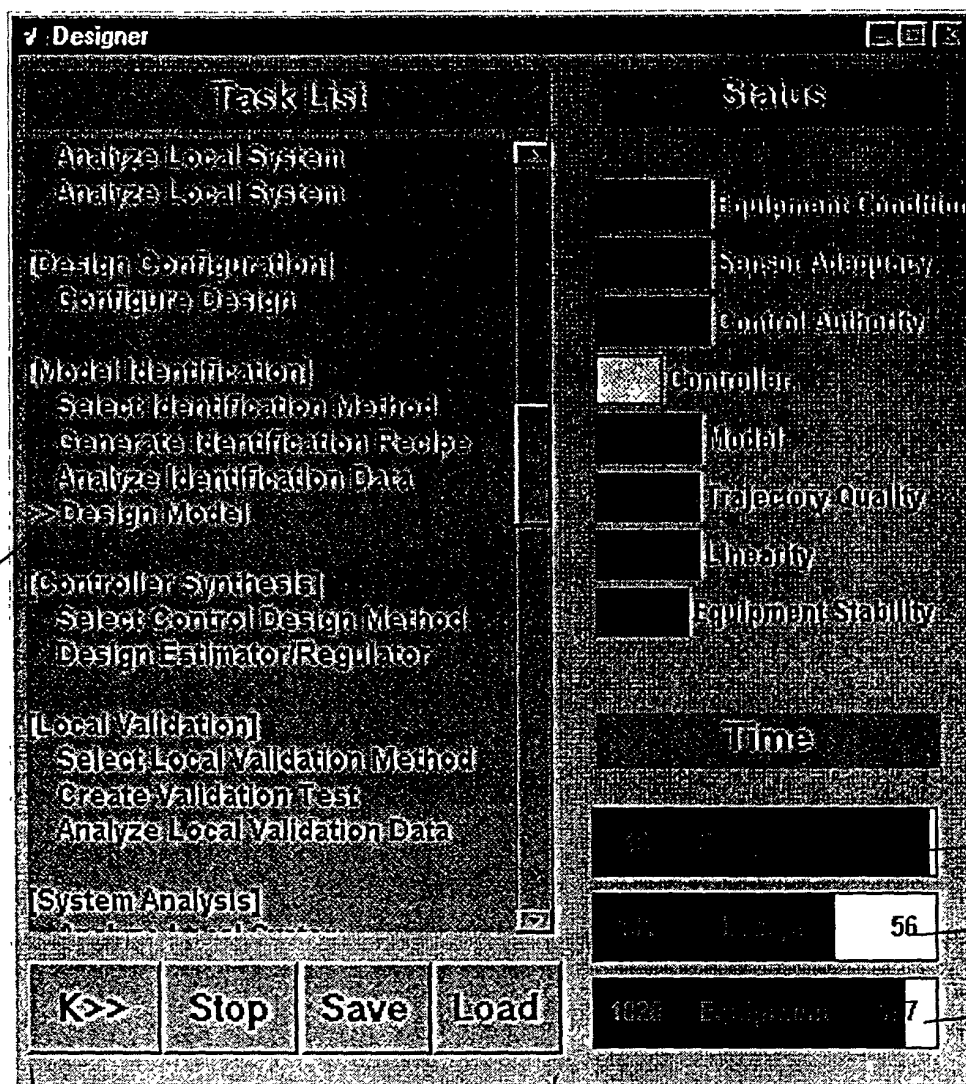 Designer
Task List
Analyze Local System
Analyze Local System
[Design Configuration]
Configure Design
[Model Identification]
Select Identification Method
Generate Identification Recipe
Analyze Identification Data
>>Design Model
[Controller Synthesis]
Select Control Design Method
Design Estimator/Regulator
[Local Validation]
Select Local Validation Method
Create Validation Test
Analyze Local Validation Data
[System Analysis]
K>>
Stop
Save
Load
Status
Equipment Condition
Sensor Adequacy
Control Authority
Controller
Model
Trajectory Quality
Linearity
Equipment Stability
Time
56
7